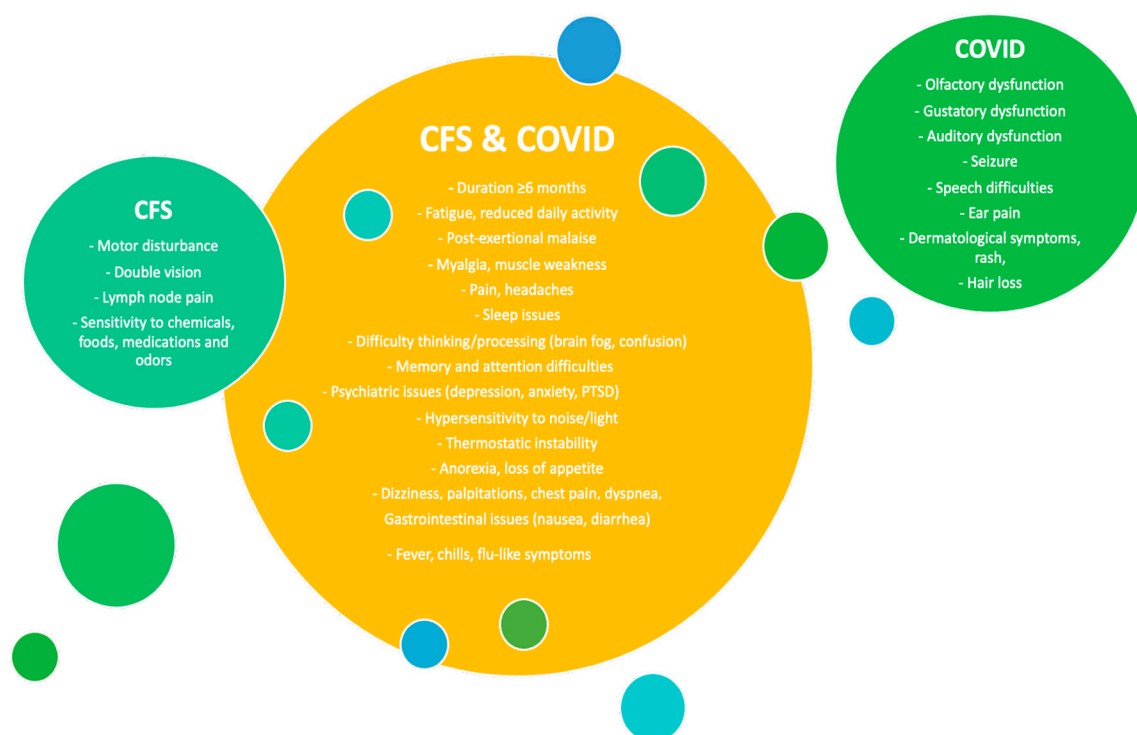 CFS
- Motor disturbance
- Double vision
- Lymph node pain
- Sensitivity to chemicals,
foods, medications and
odors
CFS & COVID
- Duration ≥6 months
- Fatigue, reduced daily activity
- Post-exertional malaise
- Myalgia, muscle weakness
- Pain, headaches
- Sleep issues
- Difficulty thinking/processing (brain fog, confusion)
- Memory and attention difficulties
- Psychiatric issues (depression, anxiety, PTSD)
- Hypersensitivity to noise/light
- Thermostatic instability
- Anorexia, loss of appetite
- Dizziness, palpitations, chest pain, dyspnea,
Gastrointestinal issues (nausea, diarrhea)
- Fever, chills, flu-like symptoms
COVID
- Olfactory dysfunction
- Gustatory dysfunction
- Auditory dysfunction
- Seizure
- Speech difficulties
- Ear pain
- Dermatological symptoms,
rash,
- Hair loss